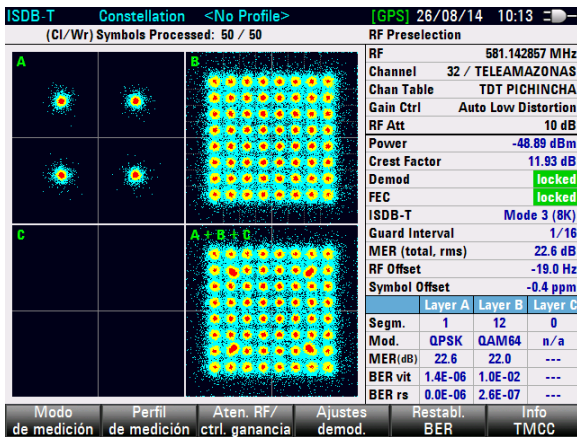 ISDB-T Constellation <No Profile> [GPS] 26/08/14 10:13
(CI/Wr) Symbols Processed: 50 / 50 RF Preselection
RF 581.142857 MHz
Channel 32 / TELEAMAZONAS
Chan Table TDT PICHINCHA
Gain Ctrl Auto Low Distortion
RF Att 10 dB
Power -48.89 dBm
Crest Factor 11.93 dB
Demod locked
FEC locked
ISDB-T Mode 3 (8K)
Guard Interval 1/16
MER (total, rms) 22.6 dB
RF Offset -19.0 Hz
Symbol Offset -0.4 ppm
Layer A Layer B Layer C
Segm. 1 12 0
Mod. QPSK QAM64 n/a
MER(dB) 22.6 22.0 ---
BER vit 1.4E-06 1.0E-02 ---
BER rs 0.0E-06 2.6E-07 ---
A
B
C
A + B + C
Modo de medición
Perfil de medición
Aten. RF/ ctrl. ganancia
Ajustes demod.
Restabl. BER
Info TMCC